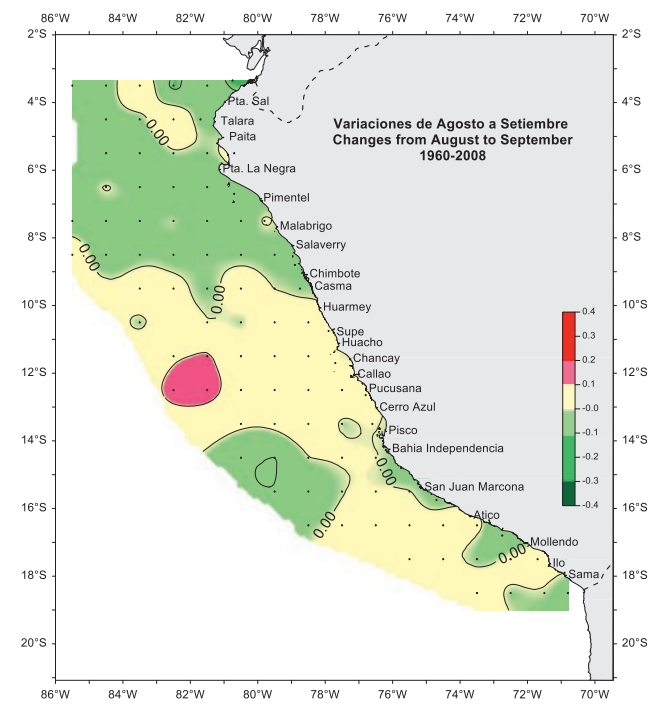 86°W 84°W 82°W 80°W 78°W 76°W 74°W 72°W 70°W
2°S 2°S
4°S 4°S
6°S 6°S
8°S 8°S
10°S 10°S
12°S 12°S
14°S 14°S
16°S 16°S
18°S 18°S
20°S 20°S
Variaciones de Agosto a Setiembre
Changes from August to September
1960-2008
Pta. Sal
Talara
Paita
Pta. La Negra
Pimentel
Malabrigo
Salaverry
Chimbote
Casma
Huarmey
Supe
Huacho
Chancay
Callao
Pucusana
Cerro Azul
Pisco
Bahia Independencia
San Juan Marcona
Atico
Mollendo
Ilo
Sama
0.00
0.00
0.00
0.00
0.00
0.00
0.4
0.3
0.2
0.1
-0.0
-0.1
-0.2
-0.3
-0.4
86°W 84°W 82°W 80°W 78°W 76°W 74°W 72°W 70°W